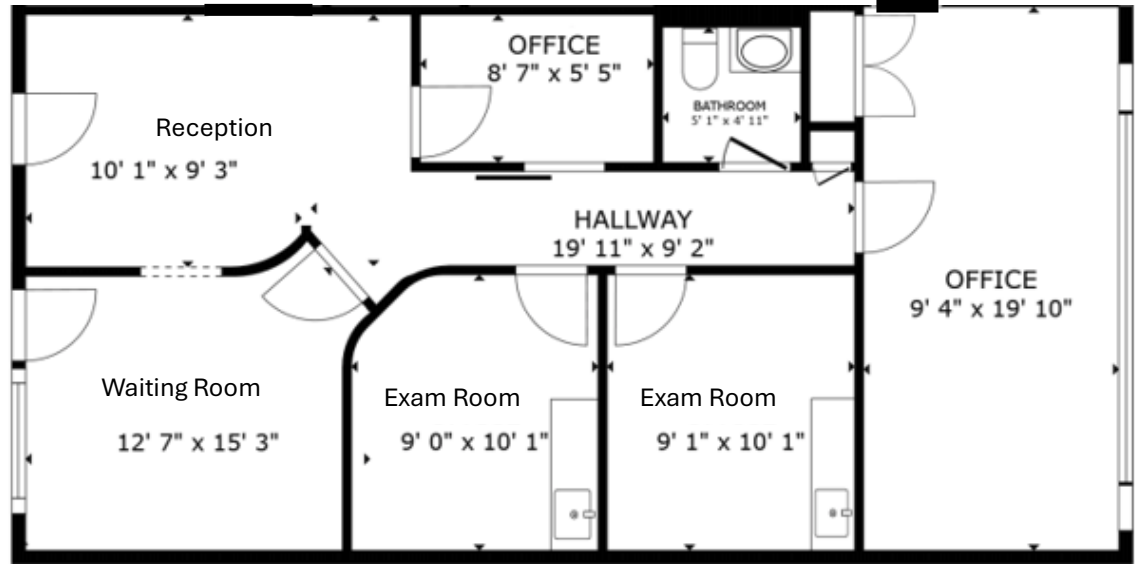 OFFICE
8' 7" x 5' 5"
BATHROOM
5' 1" x 4' 11"
Reception
10' 1" x 9' 3"
HALLWAY
19' 11" x 9' 2"
OFFICE
9' 4" x 19' 10"
Waiting Room
12' 7" x 15' 3"
Exam Room
9' 0" x 10' 1"
Exam Room
9' 1" x 10' 1"